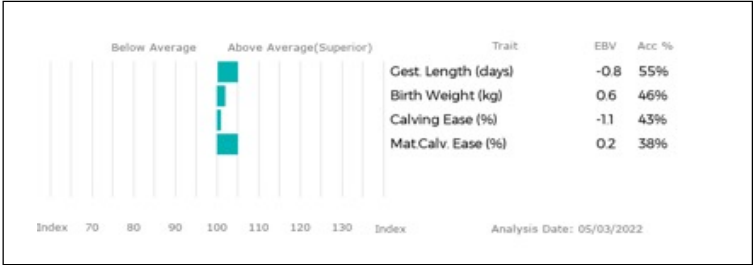 Below Average Above Average(Superior) Trait EBV Acc %
Gest. Length (days) -0.8 55%
Birth Weight (kg) 0.6 46%
Calving Ease (%) -1.1 43%
Mat.Calv. Ease (%) 0.2 38%
Index 70 80 90 100 110 120 130 Index Analysis Date: 05/03/2022